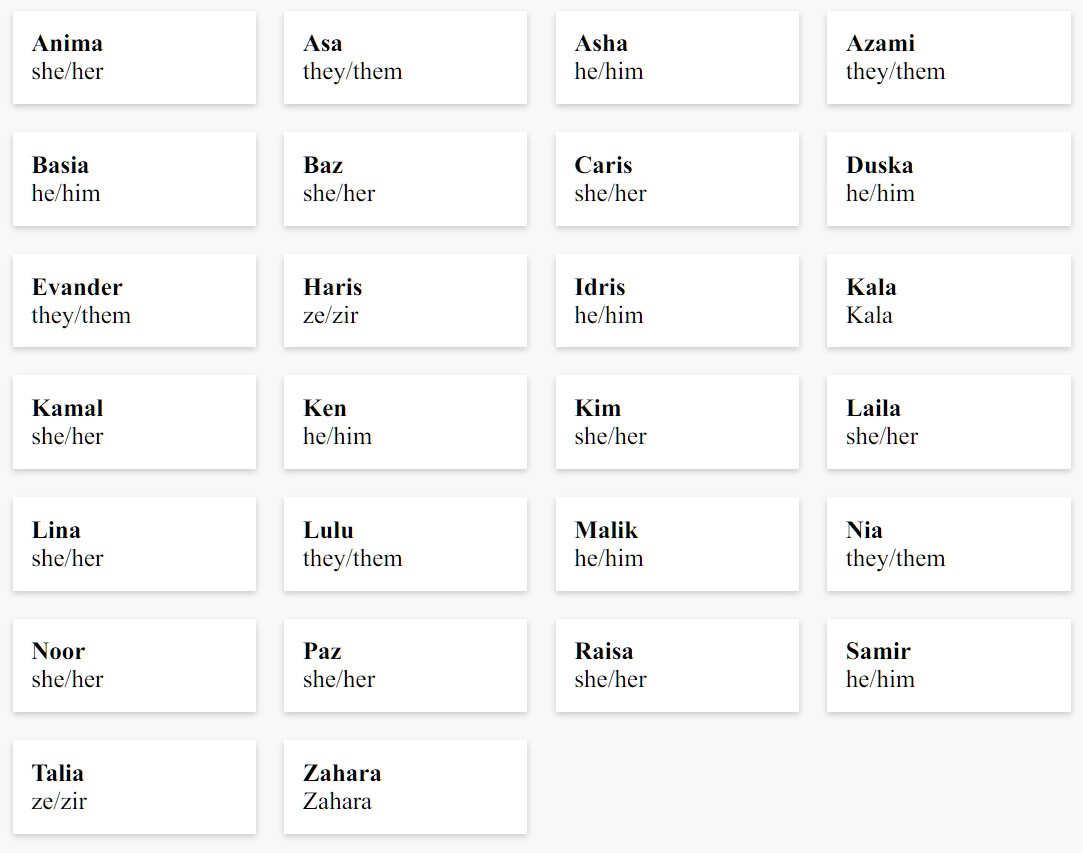 Anima
she/her
Asa
they/them
Asha
he/him
Azami
they/them
Basia
he/him
Baz
she/her
Caris
she/her
Duska
he/him
Evander
they/them
Haris
ze/zir
Idris
he/him
Kala
Kala
Kamal
she/her
Ken
he/him
Kim
she/her
Laila
she/her
Lina
she/her
Lulu
they/them
Malik
he/him
Nia
they/them
Noor
she/her
Paz
she/her
Raisa
she/her
Samir
he/him
Talia
ze/zir
Zahara
Zahara